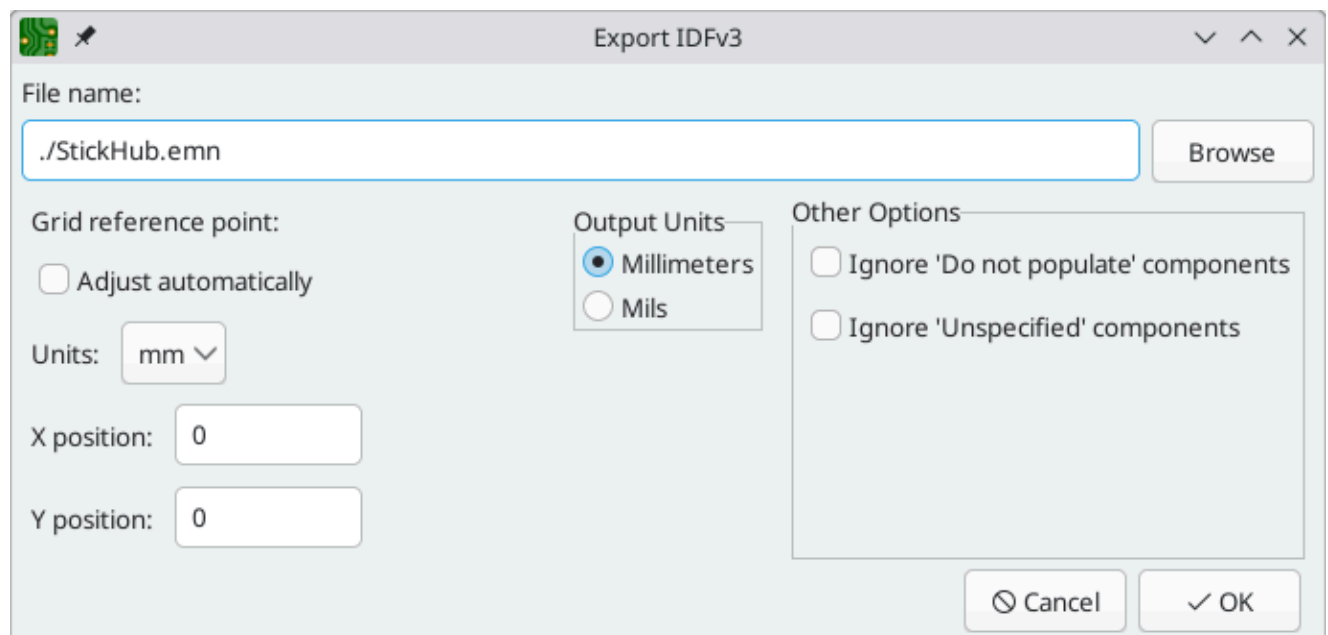 Export IDFv3
File name:
./StickHub.emn
Browse
Grid reference point:
Adjust automatically
Units:
mm
X position:
0
Y position:
0
Output Units
Millimeters
Mils
Other Options
Ignore 'Do not populate' components
Ignore 'Unspecified' components
Cancel
OK